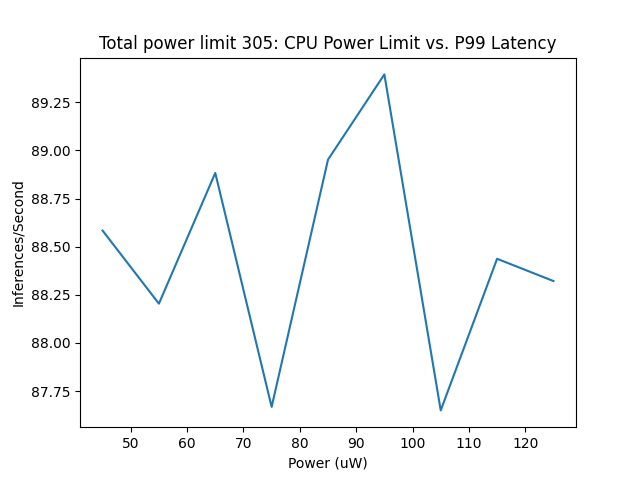 Total power limit 305: CPU Power Limit vs. P99 Latency
89.25
89.00
88.75
88.50
88.25
88.00
87.75
Inferences/Second
50 60 70 80 90 100 110 120
Power (uW)